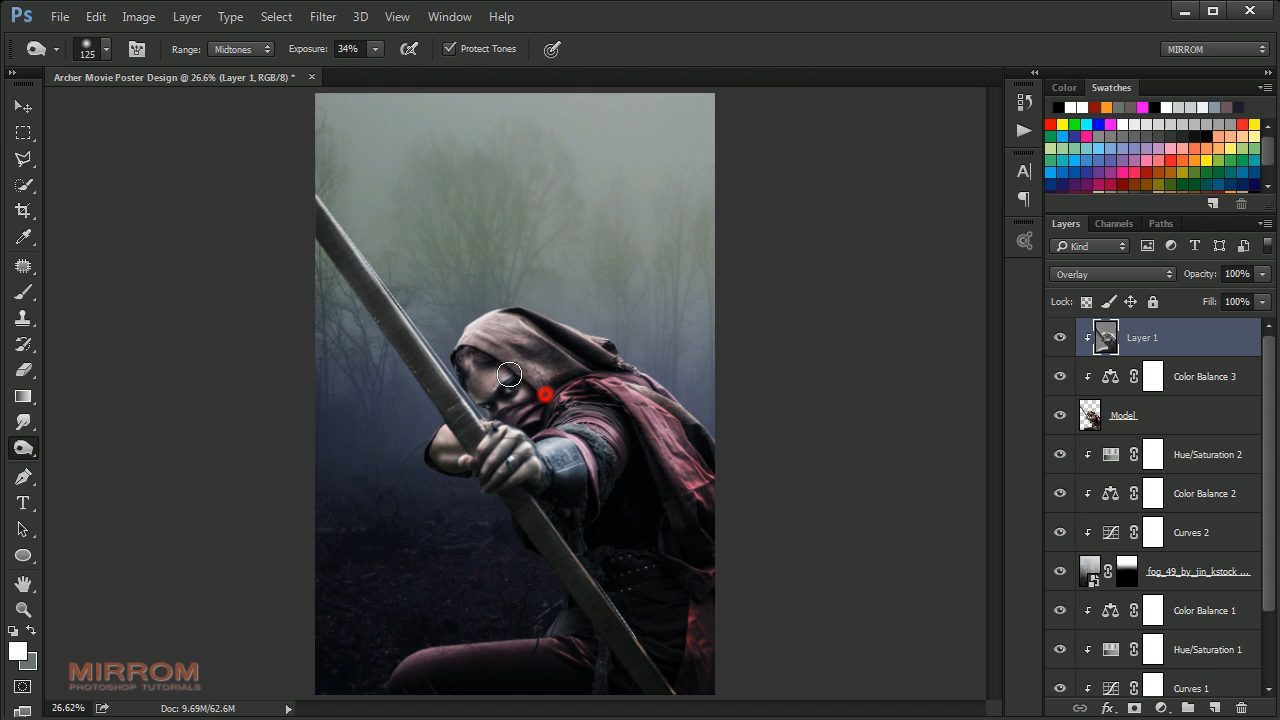 Ps File Edit Image Layer Type Select Filter 3D View Window Help
125 Range: Midtones Exposure: 34% Protect Tones MIRROM
Archer Movie Poster Design @ 26.6% (Layer 1, RGB/8) * ×
Color Swatches
Layers Channels Paths
Kind
Overlay Opacity: 100%
Lock: Fill: 100%
Layer 1
Color Balance 3
Model
Hue/Saturation 2
Color Balance 2
Curves 2
fog_49_by_jin_kstock ...
Color Balance 1
Hue/Saturation 1
Curves 1
MIRROM
PHOTOSHOP TUTORIALS
26.62% Doc: 9.69M/62.6M